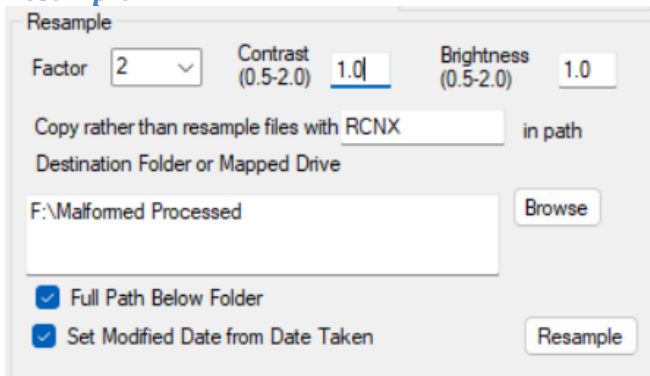 Resample
Factor 2 Contrast (0.5-2.0) 1.0 Brightness (0.5-2.0) 1.0
Copy rather than resample files with RCNX in path
Destination Folder or Mapped Drive
F:\Malformed Processed
Browse
Full Path Below Folder
Set Modified Date from Date Taken
Resample